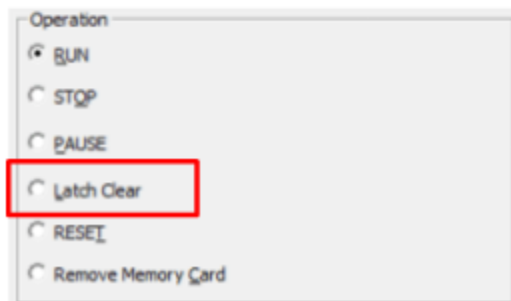 Operation
RUN
STOP
PAUSE
Latch Clear
RESET
Remove Memory Card